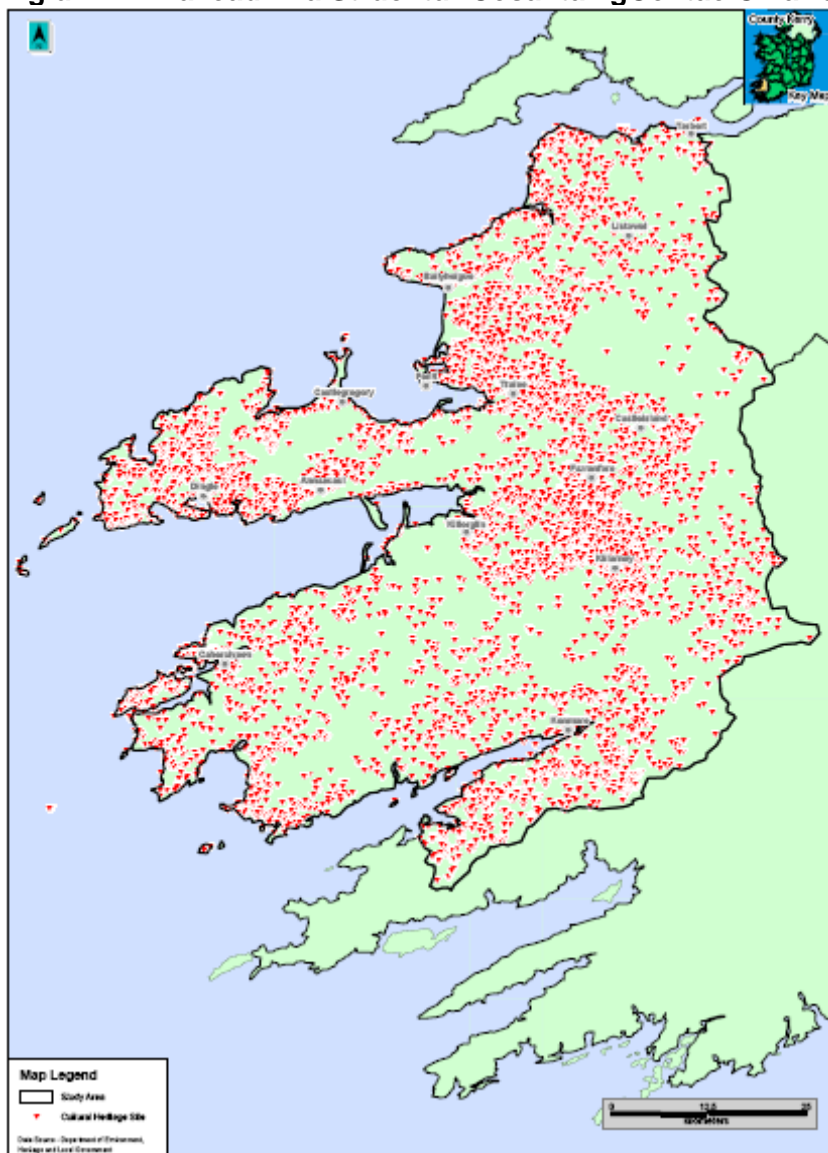 County Kerry
Key Map
Tarbert
Listowel
Ballyheigue
Fenit
Tralee
Castlegregory
Castleisland
Farranfore
Dingle
Annascaul
Killorglin
Killarney
Cahersiveen
Kenmare
Map Legend
Study Area
Cultural Heritage Site
Data Source - Department of Environment,
Heritage and Local Government
0 12.5 25
Kilometers